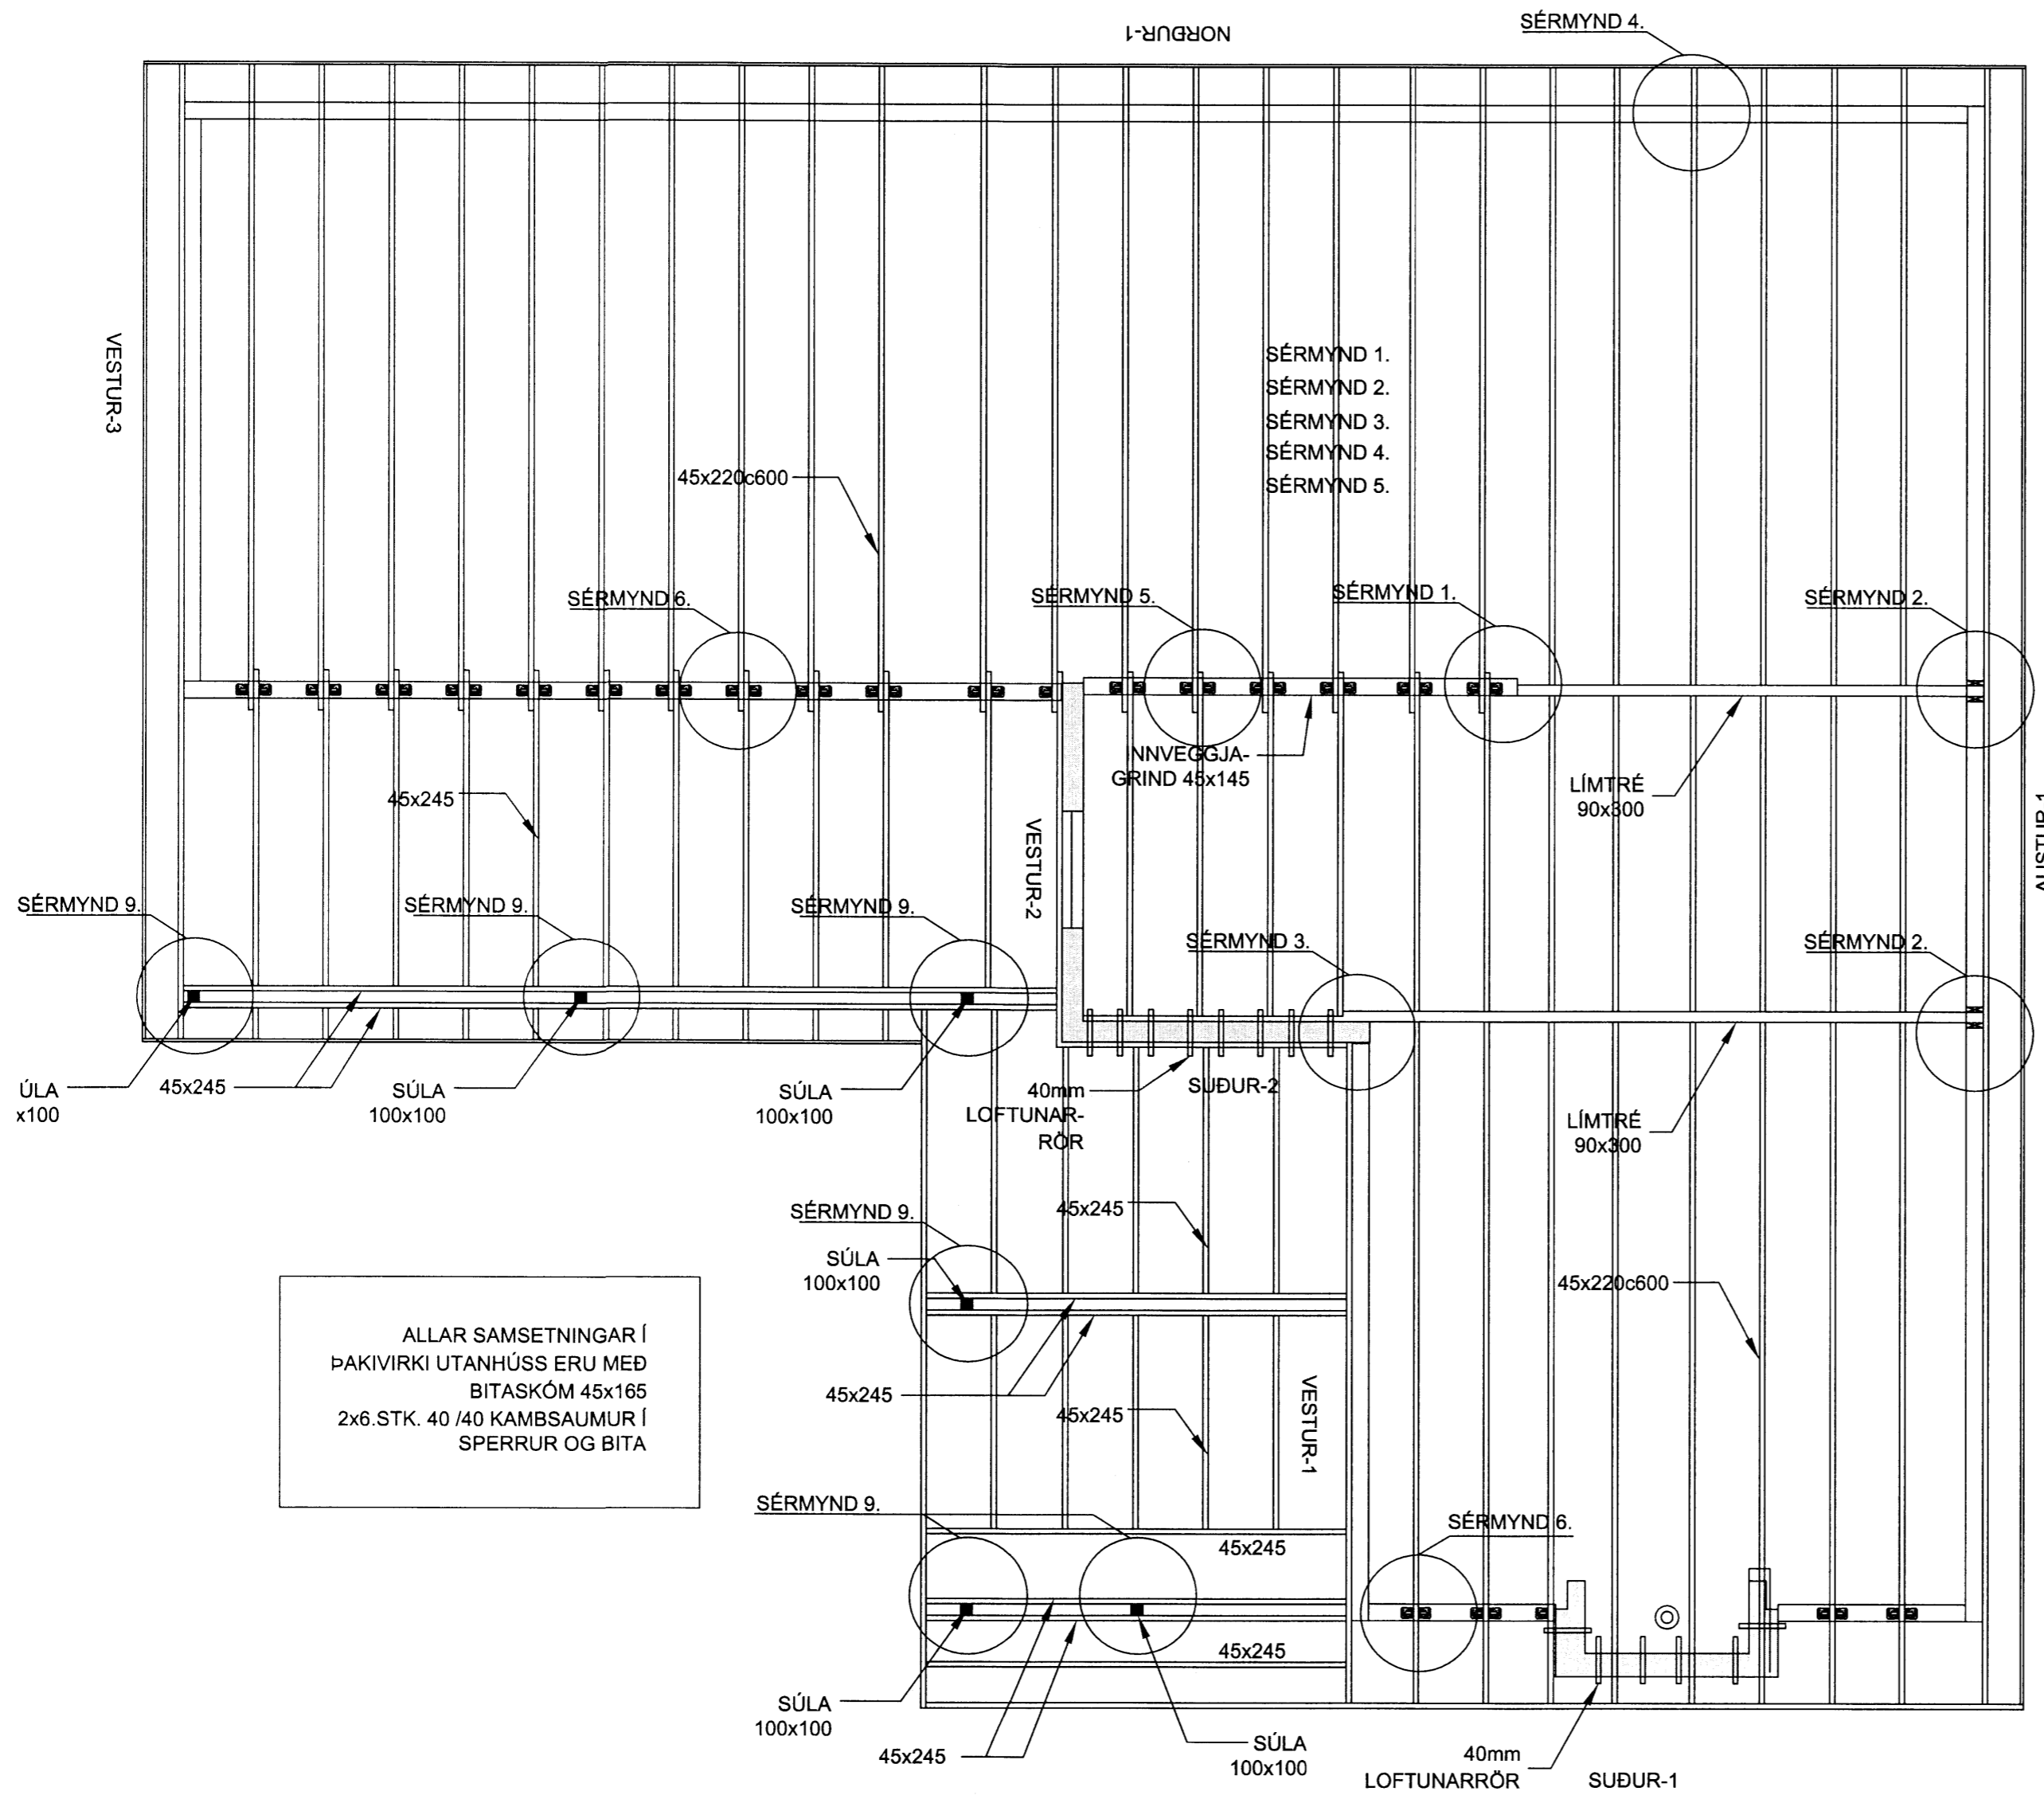 NORÐUR-1
SÉRMYND 4.
VESTUR-3
SÉRMYND 1.
SÉRMYND 2.
SÉRMYND 3.
SÉRMYND 4.
SÉRMYND 5.
45x220c600
SÉRMYND 6.
SÉRMYND 5.
SÉRMYND 1.
SÉRMYND 2.
INNVEGGJA-
GRIND 45x145
LÍMTRÉ
90x300
45x245
VESTUR-2
AUSTUR-1
SÉRMYND 9.
SÉRMYND 9.
SÉRMYND 9.
SÉRMYND 3.
SÉRMYND 2.
ÚLA
x100
45x245
SÚLA
100x100
SÚLA
100x100
40mm
LOFTUNAR-
RÖR
SUÐUR-2
LÍMTRÉ
90x300
SÉRMYND 9.
45x245
SÚLA
100x100
45x220c600
ALLAR SAMSETNINGAR Í
ÞAKIVIRKI UTANHÚSS ERU MEÐ
BITASKÓM 45x165
2x6.STK. 40 /40 KAMBSAUMUR Í
SPERRUR OG BITA
45x245
45x245
VESTUR-1
SÉRMYND 9.
SÉRMYND 6.
45x245
45x245
SÚLA
100x100
45x245
SÚLA
100x100
40mm
LOFTUNARRÖR
SUÐUR-1